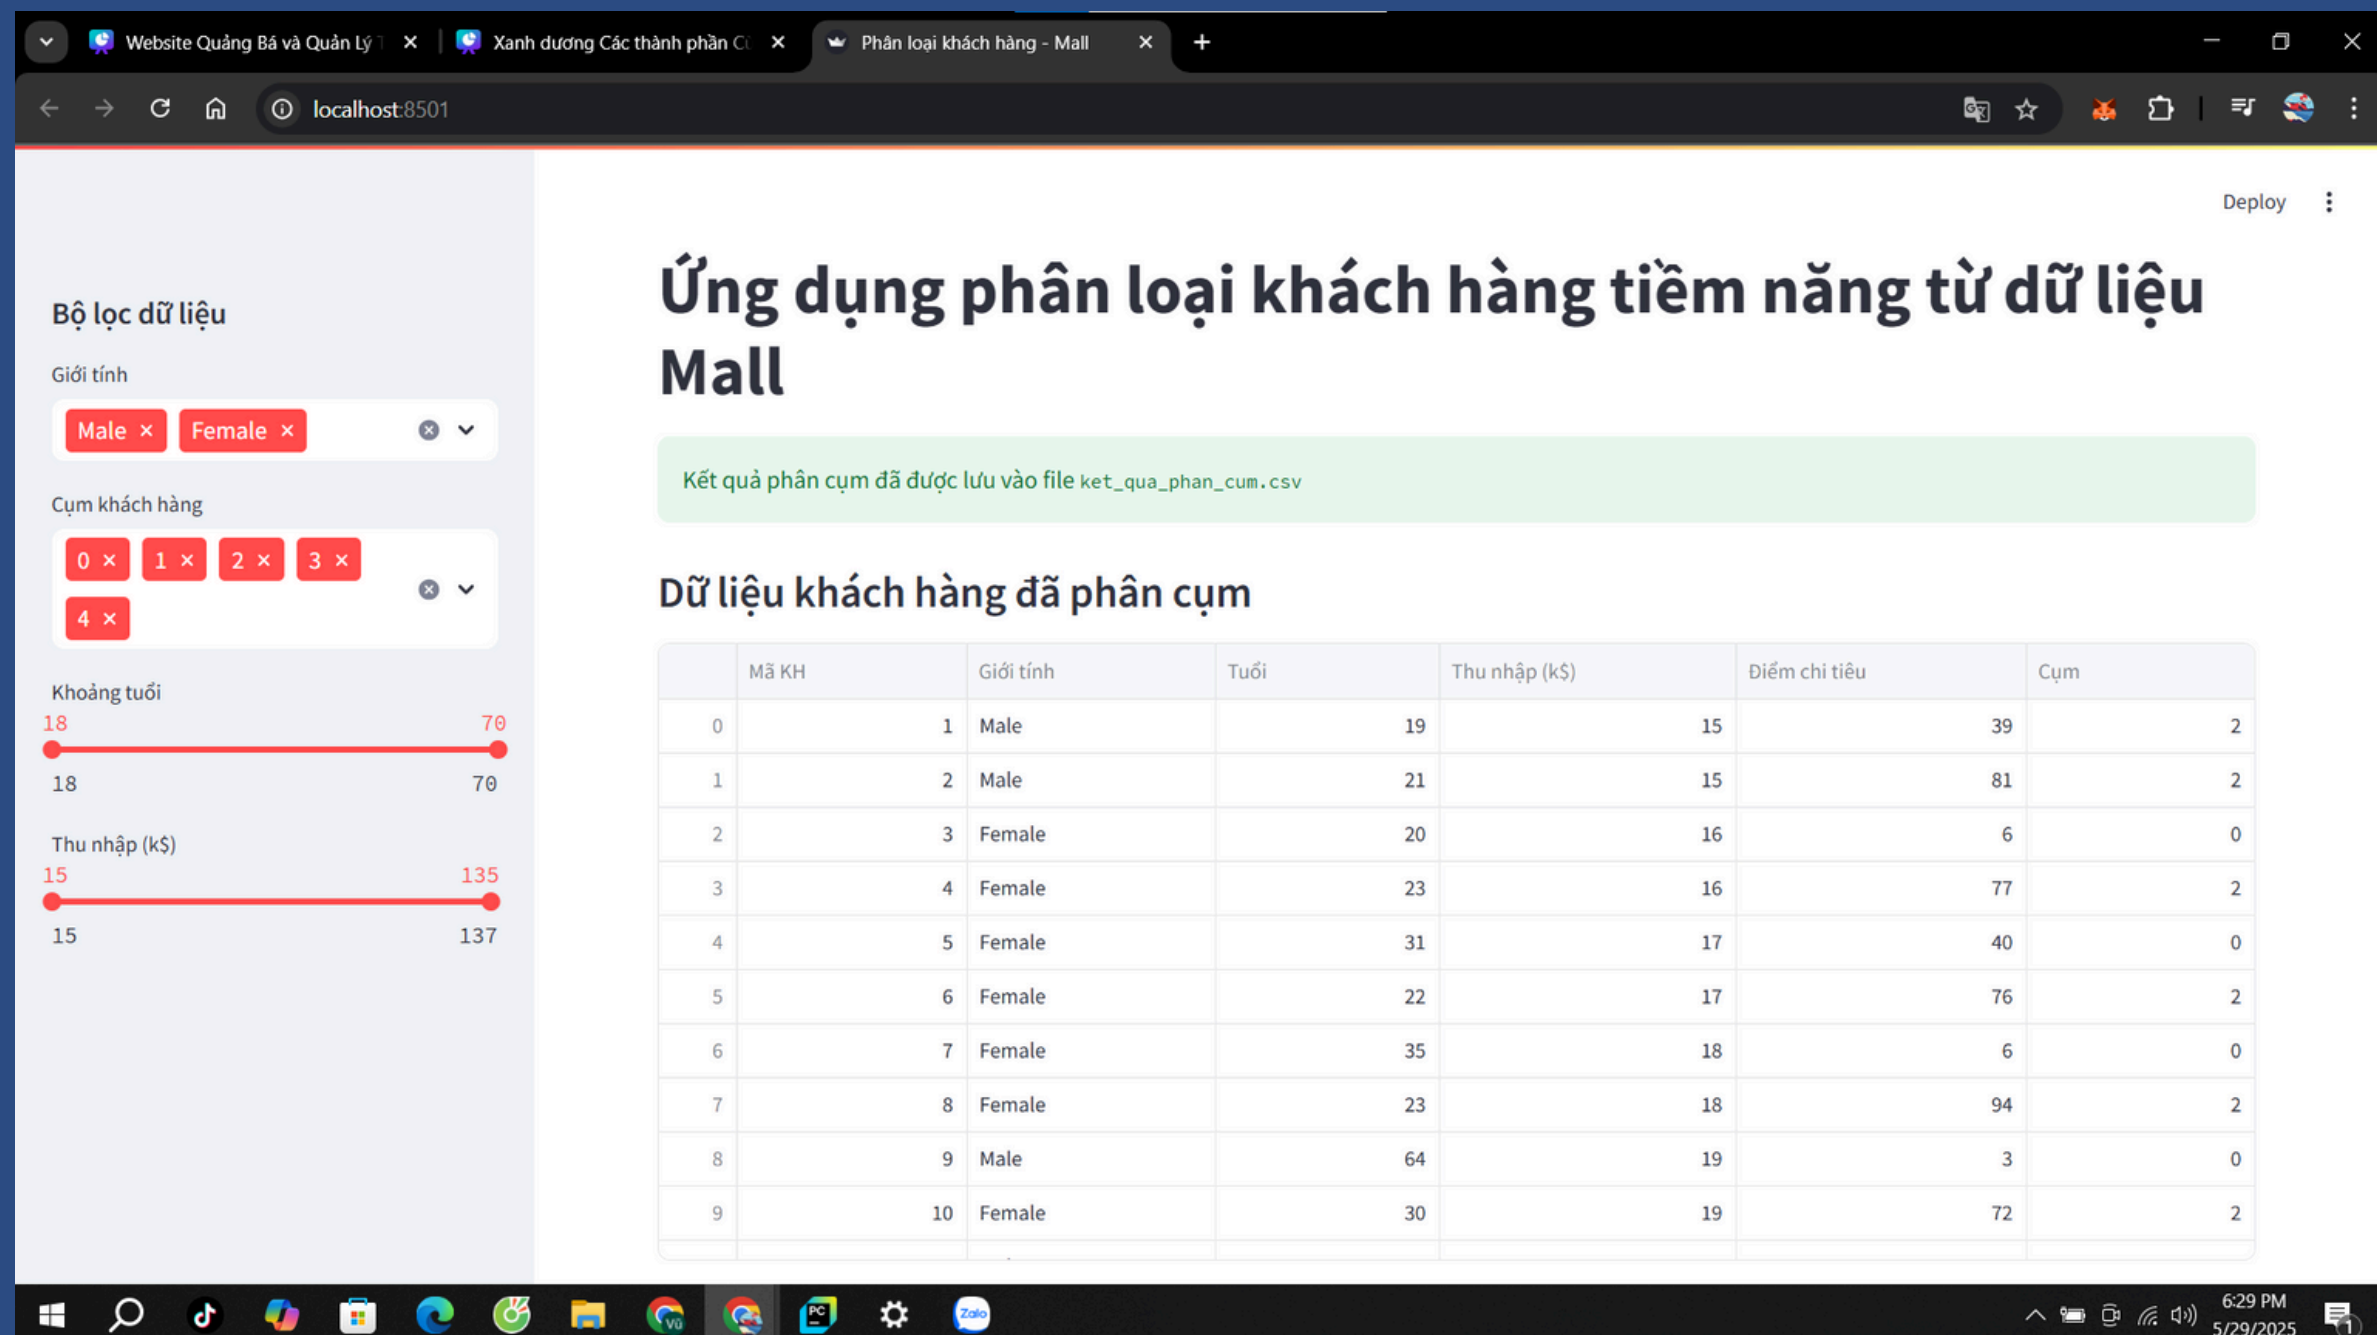 Website Quảng Bá và Quản Lý
Xanh dương Các thành phần
Phân loại khách hàng - Mall
localhost:8501
Deploy
Bộ lọc dữ liệu
Giới tính
Male × Female ×
Cụm khách hàng
0 × 1 × 2 × 3 ×
4 ×
Khoảng tuổi
18 70
18 70
Thu nhập (k$)
15 135
15 137
Ứng dụng phân loại khách hàng tiềm năng từ dữ liệu
Mall
Kết quả phân cụm đã được lưu vào file ket_qua_phan_cum.csv
Dữ liệu khách hàng đã phân cụm
Mã KH Giới tính Tuổi Thu nhập (k$) Điểm chi tiêu Cụm
0 1 Male 19 15 39 2
1 2 Male 21 15 81 2
2 3 Female 20 16 6 0
3 4 Female 23 16 77 2
4 5 Female 31 17 40 0
5 6 Female 22 17 76 2
6 7 Female 35 18 6 0
7 8 Female 23 18 94 2
8 9 Male 64 19 3 0
9 10 Female 30 19 72 2
Vũ
PC
Zalo
6:29 PM
5/29/2025
1